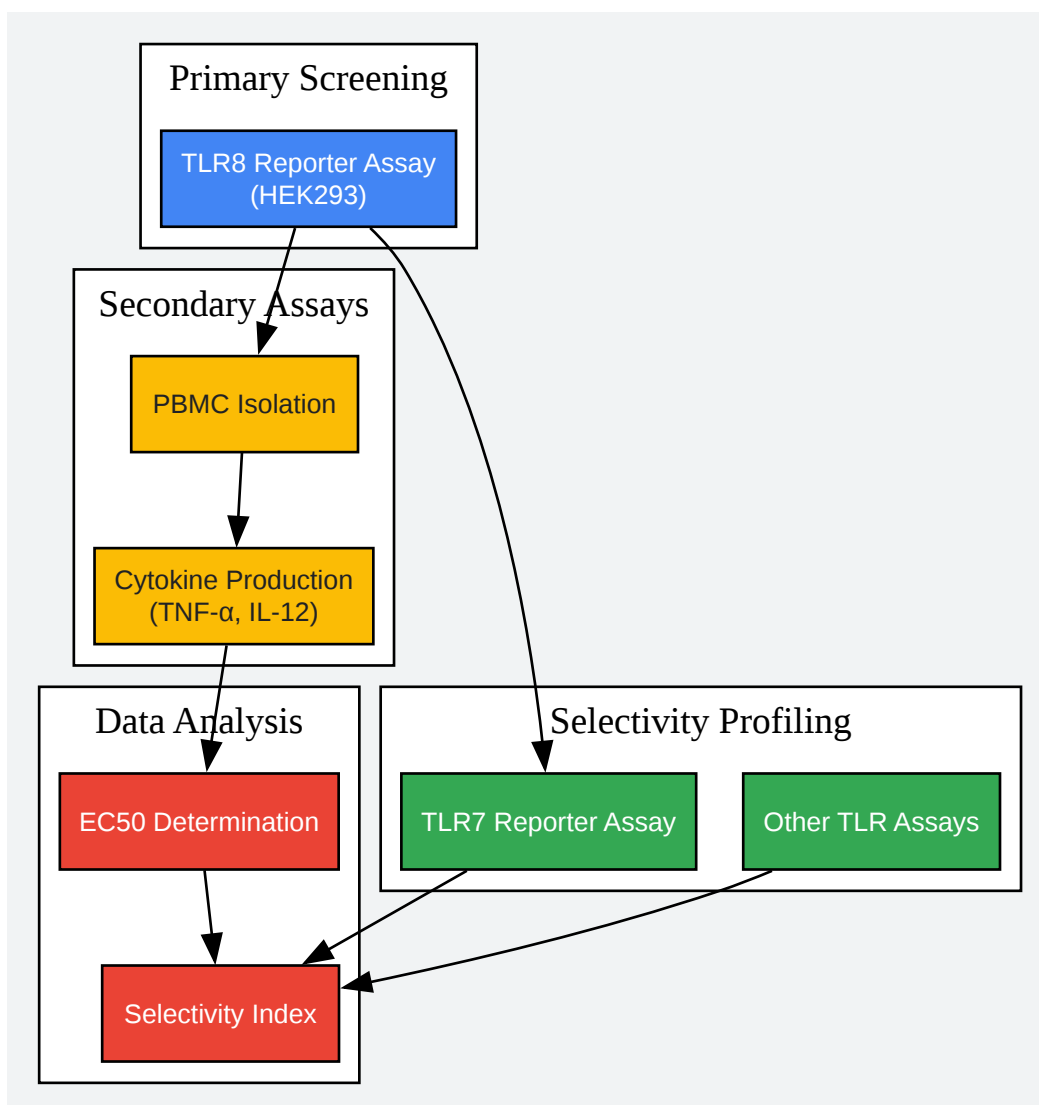 Primary Screening
TLR8 Reporter Assay
(HEK293)
Secondary Assays
PBMC Isolation
Cytokine Production
(TNF-α, IL-12)
Data Analysis
EC50 Determination
Selectivity Index
Selectivity Profiling
TLR7 Reporter Assay
Other TLR Assays